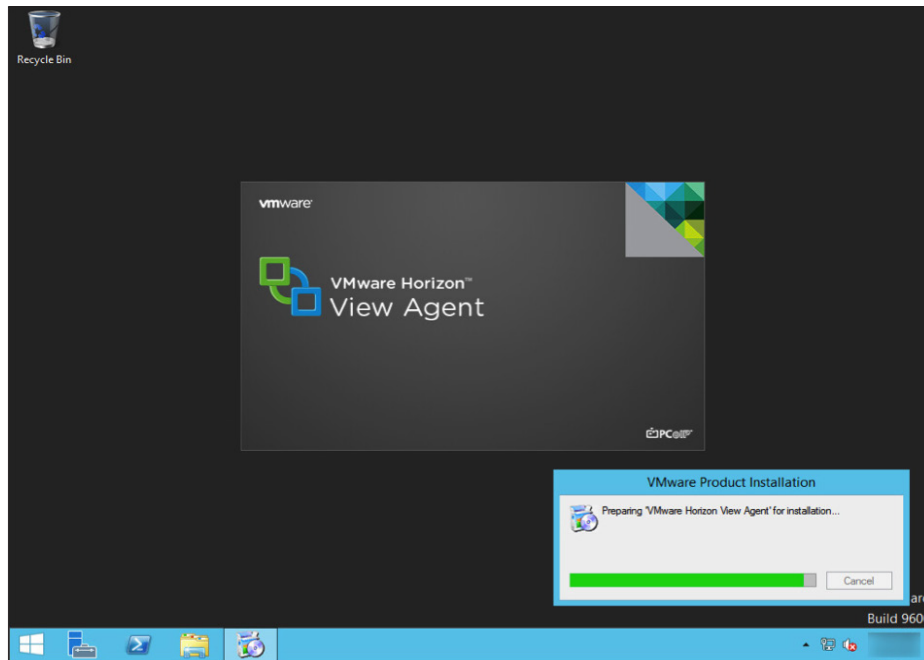 Recycle Bin
vmware
VMware Horizon™
View Agent
PCoIP
VMware Product Installation
Preparing 'VMware Horizon View Agent' for installation...
Cancel
Build 960